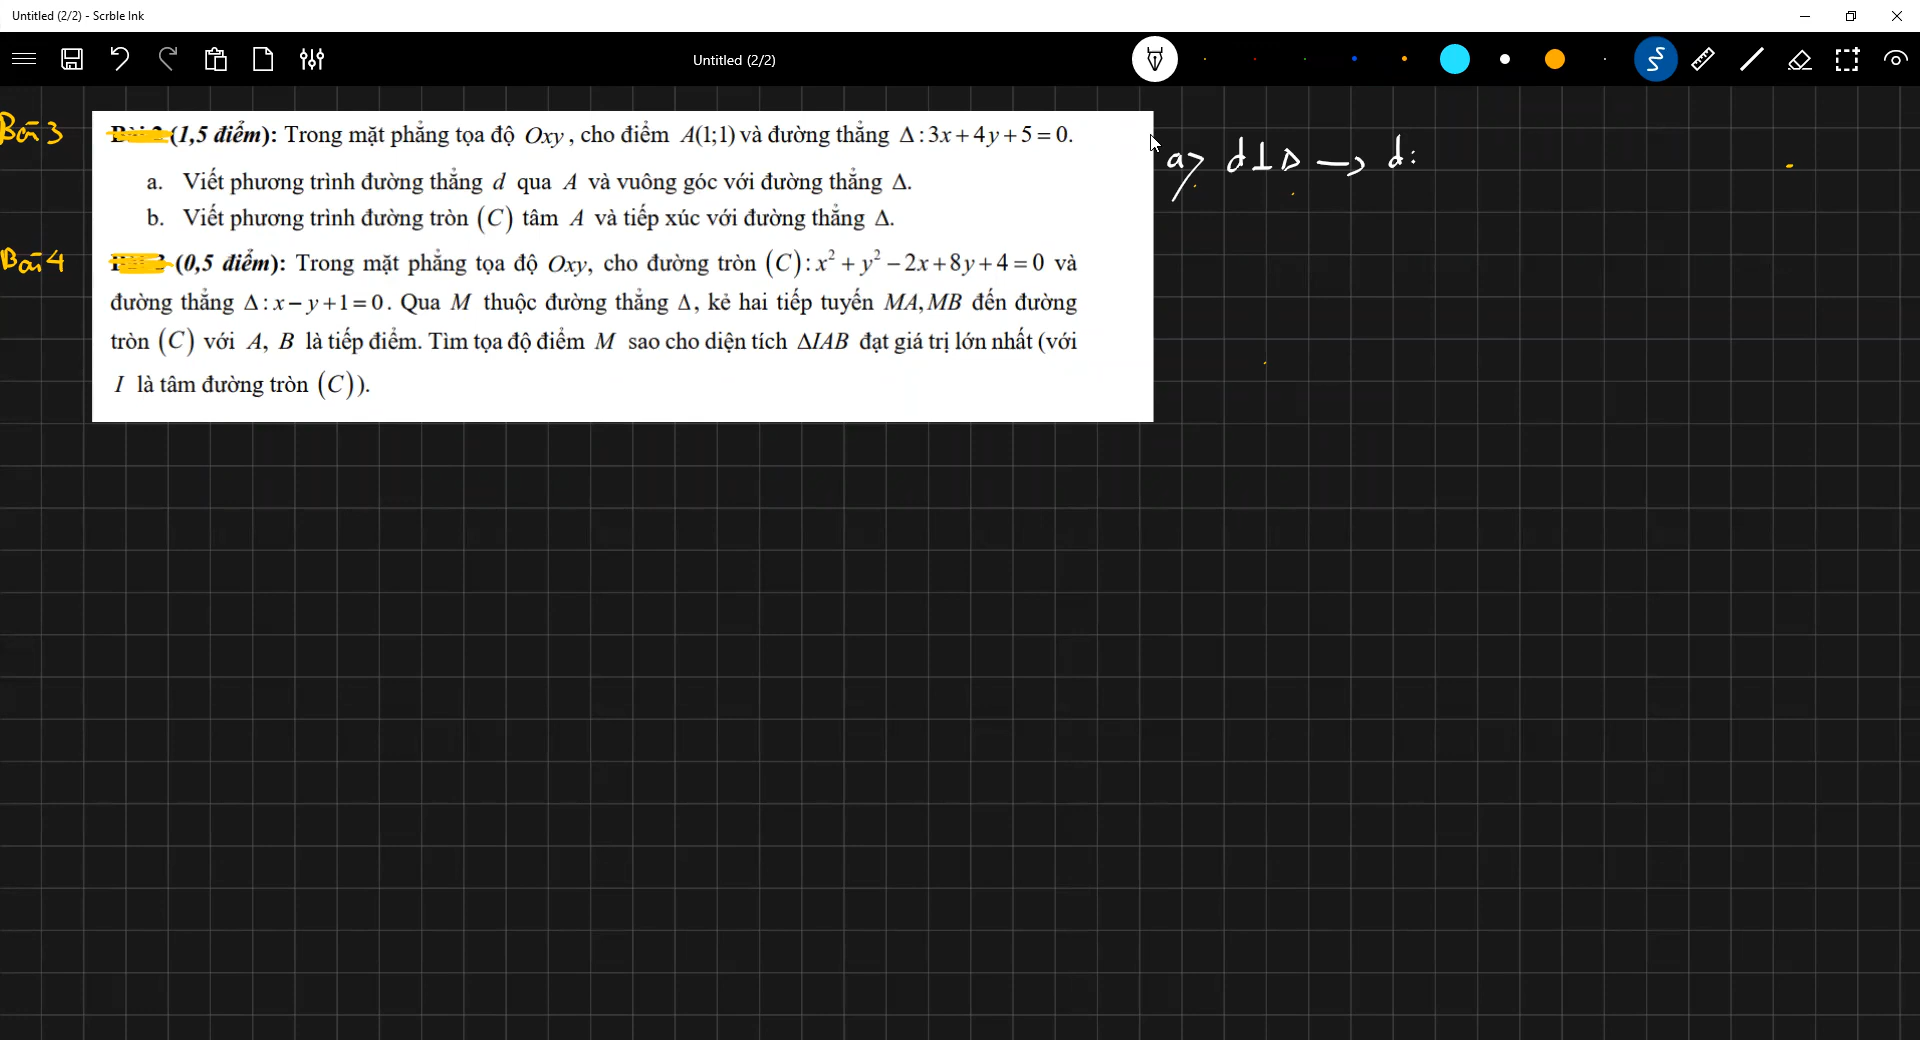 Untitled (2/2) - Scrble Ink
Untitled (2/2)
Bài 3
(1,5 điểm): Trong mặt phẳng tọa độ Oxy, cho điểm A(1;1) và đường thẳng Δ:3x+4y+5=0.
a. Viết phương trình đường thẳng d qua A và vuông góc với đường thẳng Δ.
b. Viết phương trình đường tròn (C) tâm A và tiếp xúc với đường thẳng Δ.
a> d⊥Δ → d:
Bài 4
(0,5 điểm): Trong mặt phẳng tọa độ Oxy, cho đường tròn (C):x²+y²−2x+8y+4=0 và
đường thẳng Δ:x−y+1=0. Qua M thuộc đường thẳng Δ, kẻ hai tiếp tuyến MA,MB đến đường
tròn (C) với A, B là tiếp điểm. Tìm tọa độ điểm M sao cho diện tích ΔIAB đạt giá trị lớn nhất (với
I là tâm đường tròn (C)).